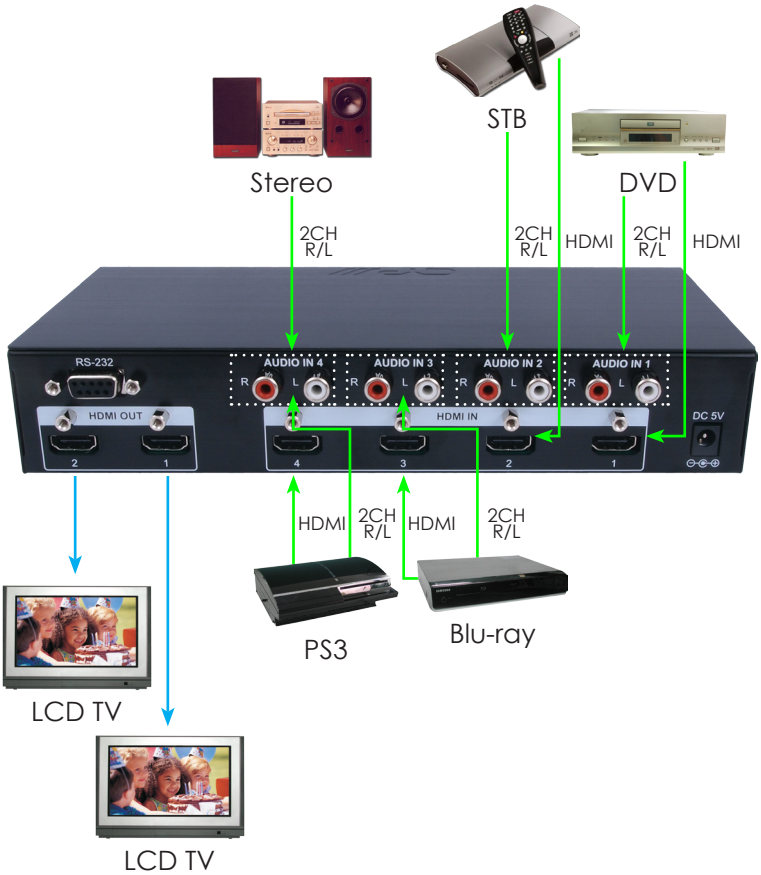 STB
Stereo
DVD
2CH
R/L
2CH
R/L
HDMI
2CH
R/L
HDMI
RS-232
AUDIO IN 4
AUDIO IN 3
AUDIO IN 2
AUDIO IN 1
R L
R L
R L
R L
HDMI OUT
HDMI IN
DC 5V
2
1
4
3
2
1
HDMI
2CH
R/L
HDMI
2CH
R/L
PS3
Blu-ray
LCD TV
LCD TV